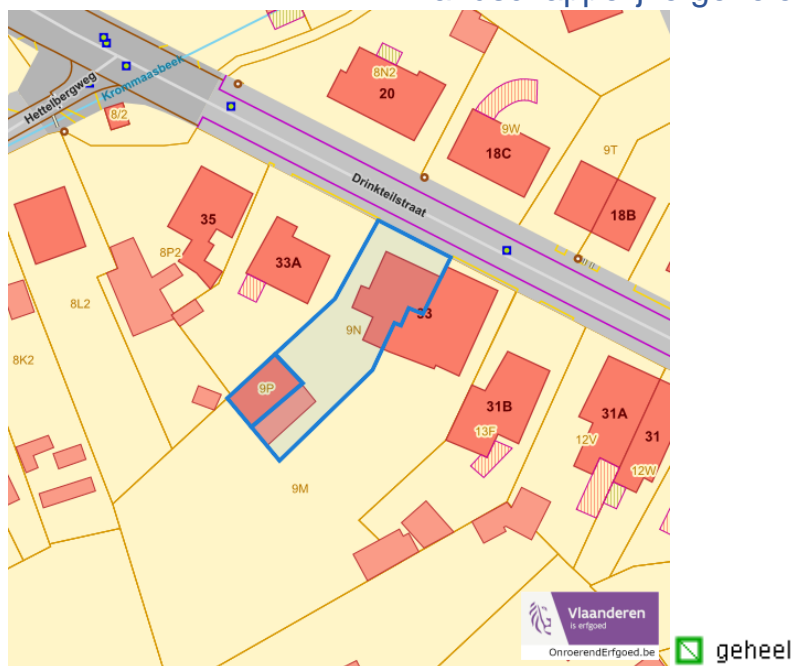 8N2
20
Krommaasbeek
Hettelbergweg
8/2
9W
18C
9T
18B
Drinkteilstraat
35
8P2
33A
8L2
9N
33
8K2
9P
31B
13F
31A
31
12V
12W
9M
Vlaanderen
is erfgoed
OnroerendErfgoed.be
geheel